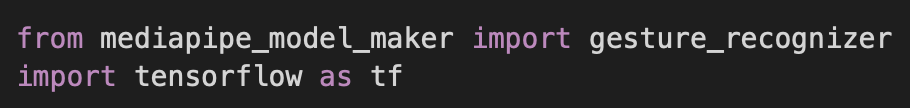 from mediapipe_model_maker import gesture_recognizer
import tensorflow as tf